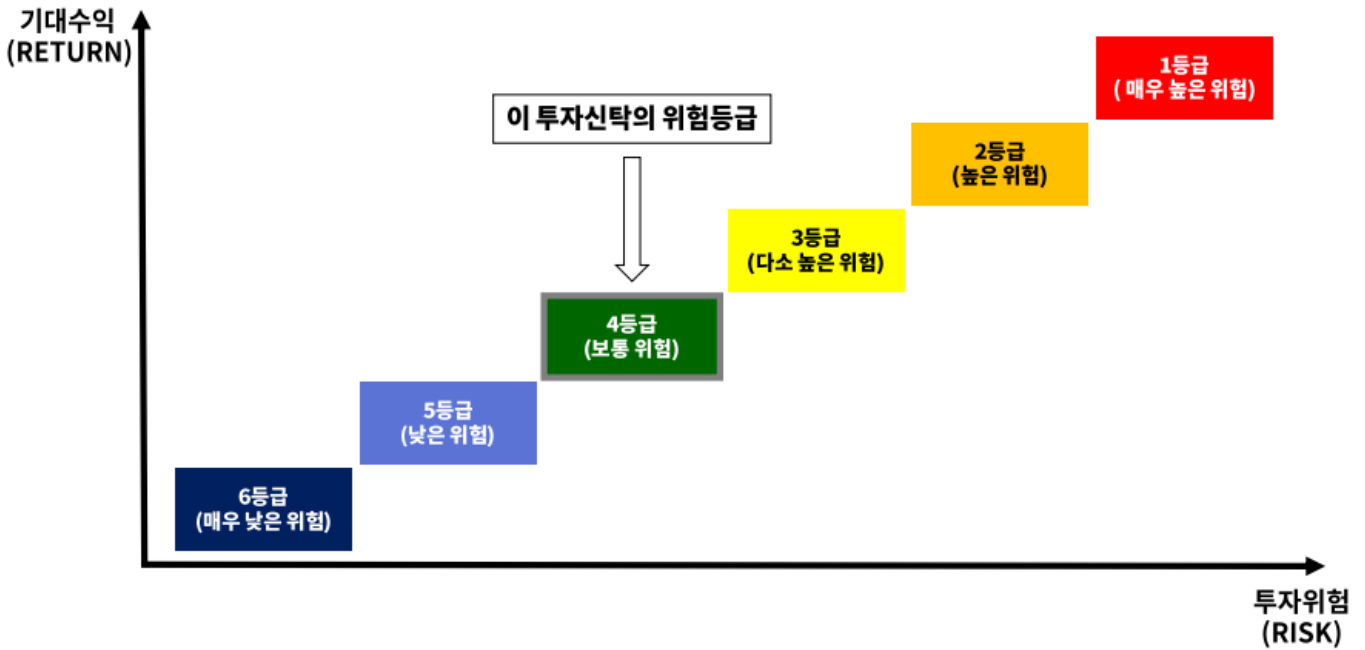 기대수익
(RETURN)
1등급
( 매우 높은 위험)
이 투자신탁의 위험등급
2등급
(높은 위험)
3등급
(다소 높은 위험)
4등급
(보통 위험)
5등급
(낮은 위험)
6등급
(매우 낮은 위험)
투자위험
(RISK)